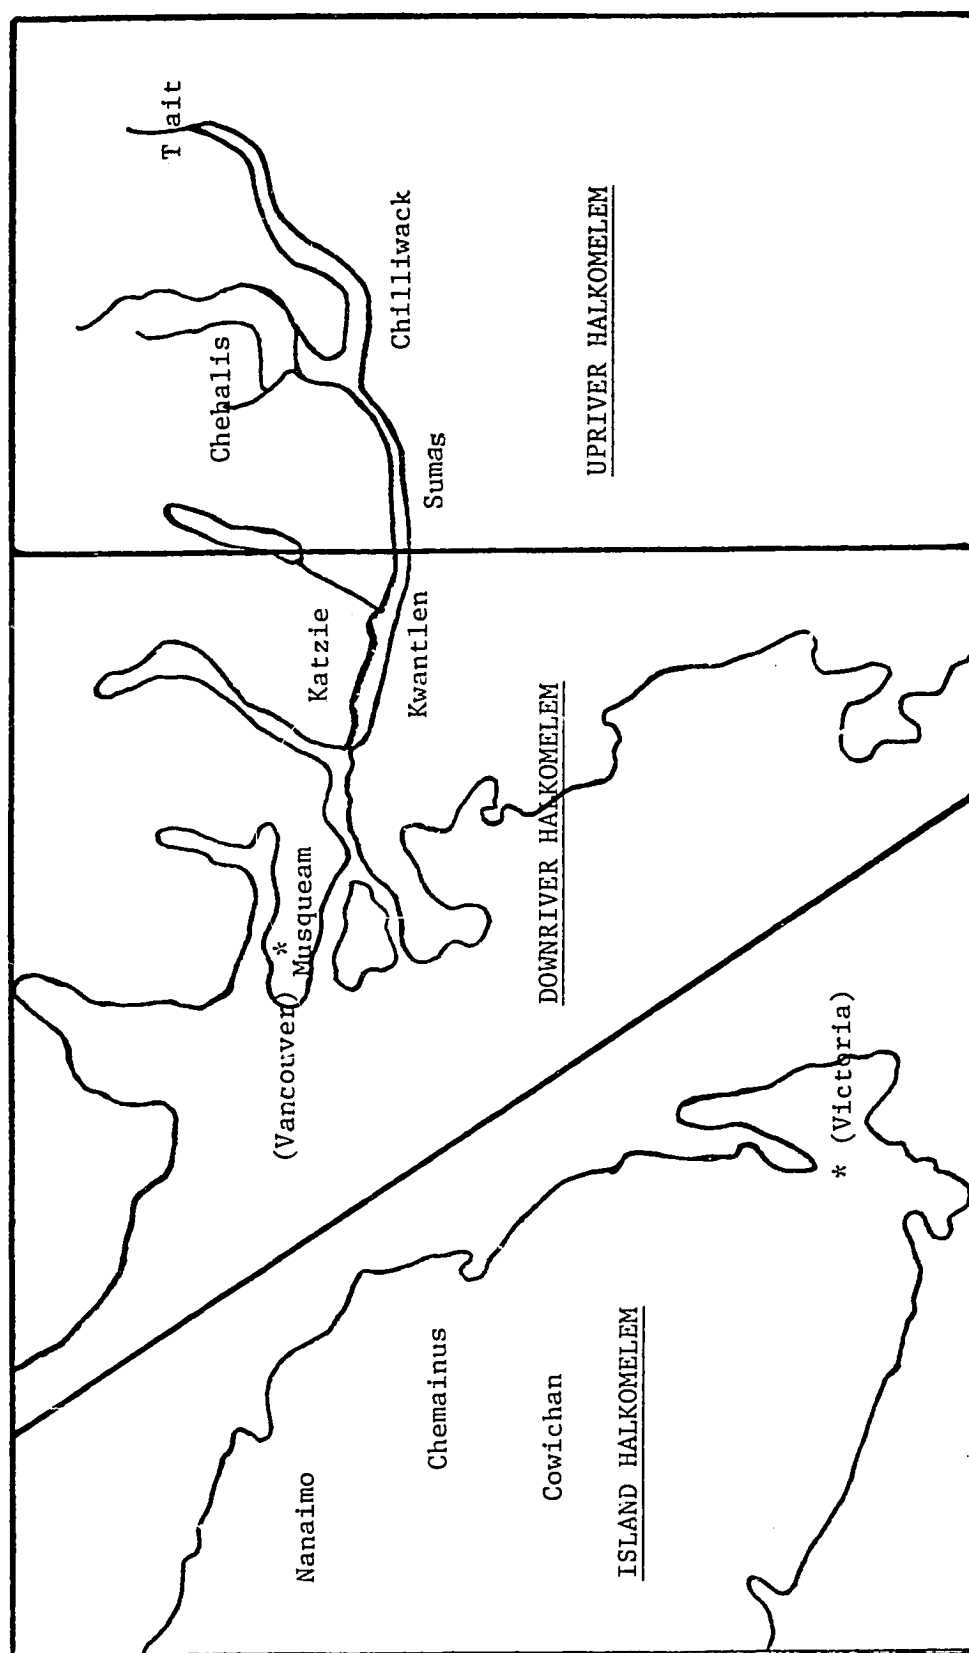 Tait
Chehalis
Chilliwack
Sumas
UPRIVER HALKOMELEM
Katzie
Kwantlen
(Vancouver) *
Musqueam
DOWNRIVER HALKOMELEM
* (Victoria)
Nanaimo
Chemainus
Cowichan
ISLAND HALKOMELEM